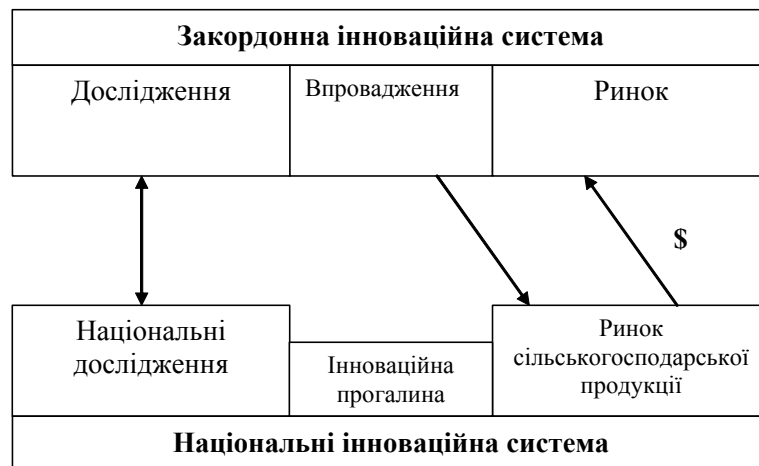 Закордонна інноваційна система
Дослідження
Впровадження
Ринок
$
Національні
дослідження
Інноваційна
прогалина
Ринок
сільськогосподарської
продукції
Національні інноваційна система